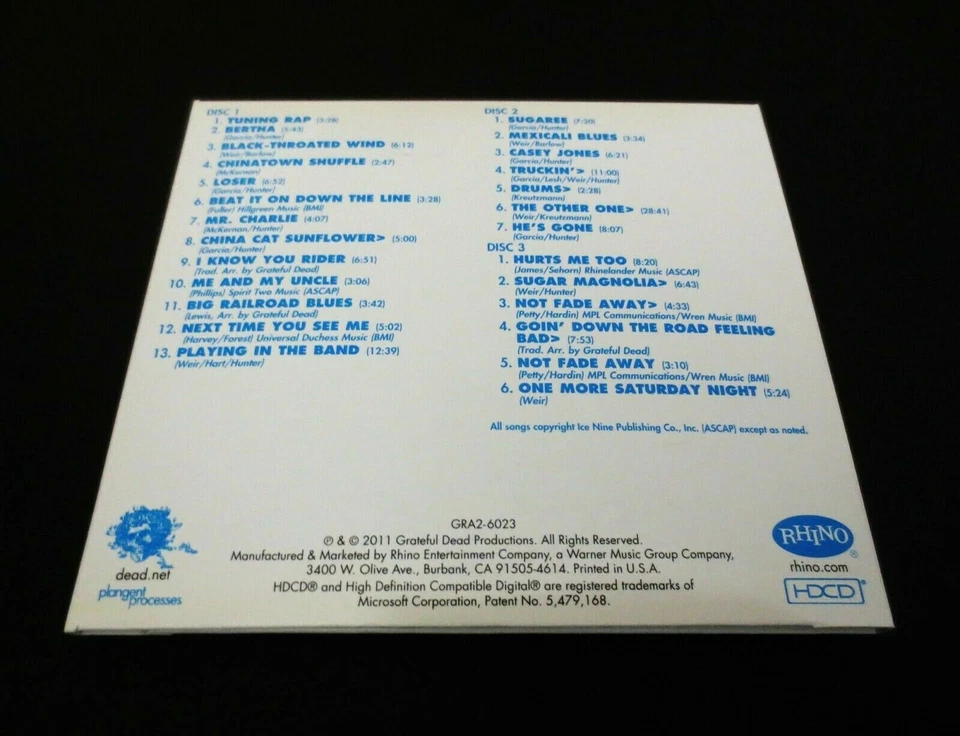 DISC 1
1. TUNING RAP (3:28)
2. BERTHA (5:43)
(Garcia/Hunter)
3. BLACK-THROATED WIND (6:12)
(Weir/Barlow)
4. CHINATOWN SHUFFLE (2:47)
(McKernan)
5. LOSER (6:52)
(Garcia/Hunter)
6. BEAT IT ON DOWN THE LINE (3:28)
(Fuller) Hillgreen Music (BMI)
7. MR. CHARLIE (4:07)
(McKernan/Hunter)
8. CHINA CAT SUNFLOWER> (5:00)
(Garcia/Hunter)
9. I KNOW YOU RIDER (6:51)
(Trad. Arr. by Grateful Dead)
10. ME AND MY UNCLE (3:06)
(Phillips) Spirit Two Music (ASCAP)
11. BIG RAILROAD BLUES (3:42)
(Lewis, Arr. by Grateful Dead)
12. NEXT TIME YOU SEE ME (5:02)
(Harvey/Forest) Universal Duchess Music (BMI)
13. PLAYING IN THE BAND (12:39)
(Weir/Hart/Hunter)
DISC 2
1. SUGAREE (7:20)
(Garcia/Hunter)
2. MEXICALI BLUES (3:34)
(Weir/Barlow)
3. CASEY JONES (6:21)
(Garcia/Hunter)
4. TRUCKIN'> (11:00)
(Garcia/Lesh/Weir/Hunter)
5. DRUMS> (2:28)
(Kreutzmann)
6. THE OTHER ONE> (28:41)
(Weir/Kreutzmann)
7. HE'S GONE (8:07)
(Garcia/Hunter)
DISC 3
1. HURTS ME TOO (8:20)
(James/Sehorn) Rhinelander Music (ASCAP)
2. SUGAR MAGNOLIA> (6:43)
(Weir/Hunter)
3. NOT FADE AWAY> (4:33)
(Petty/Hardin) MPL Communications/Wren Music (BMI)
4. GOIN' DOWN THE ROAD FEELING
BAD> (7:53)
(Trad. Arr. by Grateful Dead)
5. NOT FADE AWAY (3:10)
(Petty/Hardin) MPL Communications/Wren Music (BMI)
6. ONE MORE SATURDAY NIGHT (5:24)
(Weir)
All songs copyright Ice Nine Publishing Co., Inc. (ASCAP) except as noted.
dead.net
plangent
processes
GRA2-6023
℗ & © 2011 Grateful Dead Productions. All Rights Reserved.
Manufactured & Marketed by Rhino Entertainment Company, a Warner Music Group Company,
3400 W. Olive Ave., Burbank, CA 91505-4614. Printed in U.S.A.
HDCD® and High Definition Compatible Digital® are registered trademarks of
Microsoft Corporation, Patent No. 5,479,168.
RHINO®
rhino.com
HDCD®